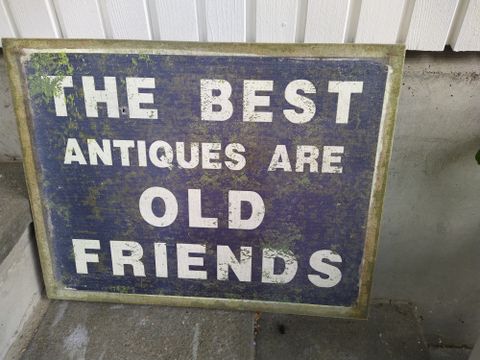 THE BEST
ANTIQUES ARE
OLD
FRIENDS